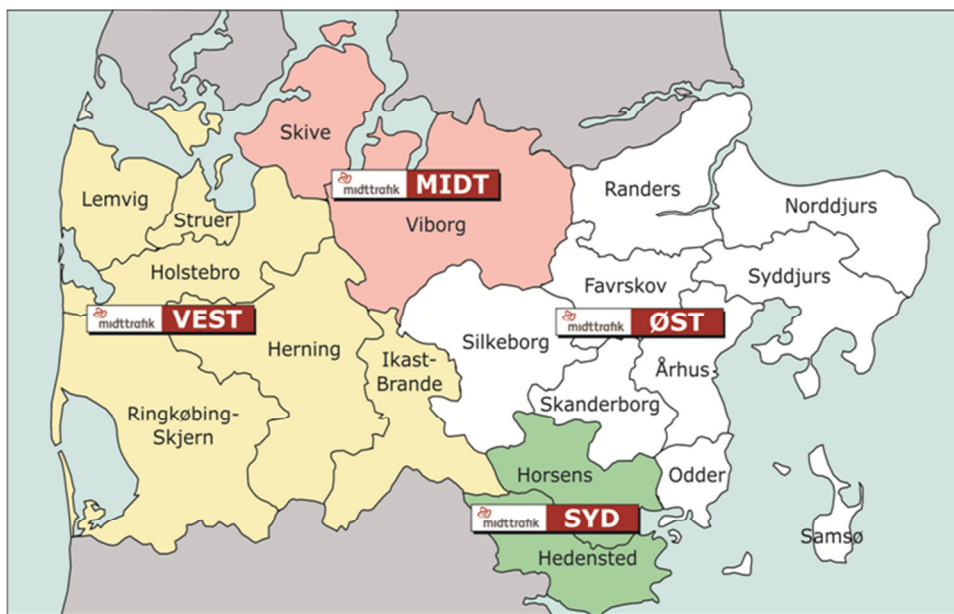 Skive
midttrafik MIDT
Randers
Lemvig
Norddjurs
Struer
Viborg
Holstebro
Favrskov
Syddjurs
midttrafik VEST
midttrafik ØST
Silkeborg
Herning
Ikast-
Brande
Århus
Skanderborg
Ringkøbing-
Skjern
Horsens
Odder
midttrafik SYD
Samsø
Hedensted